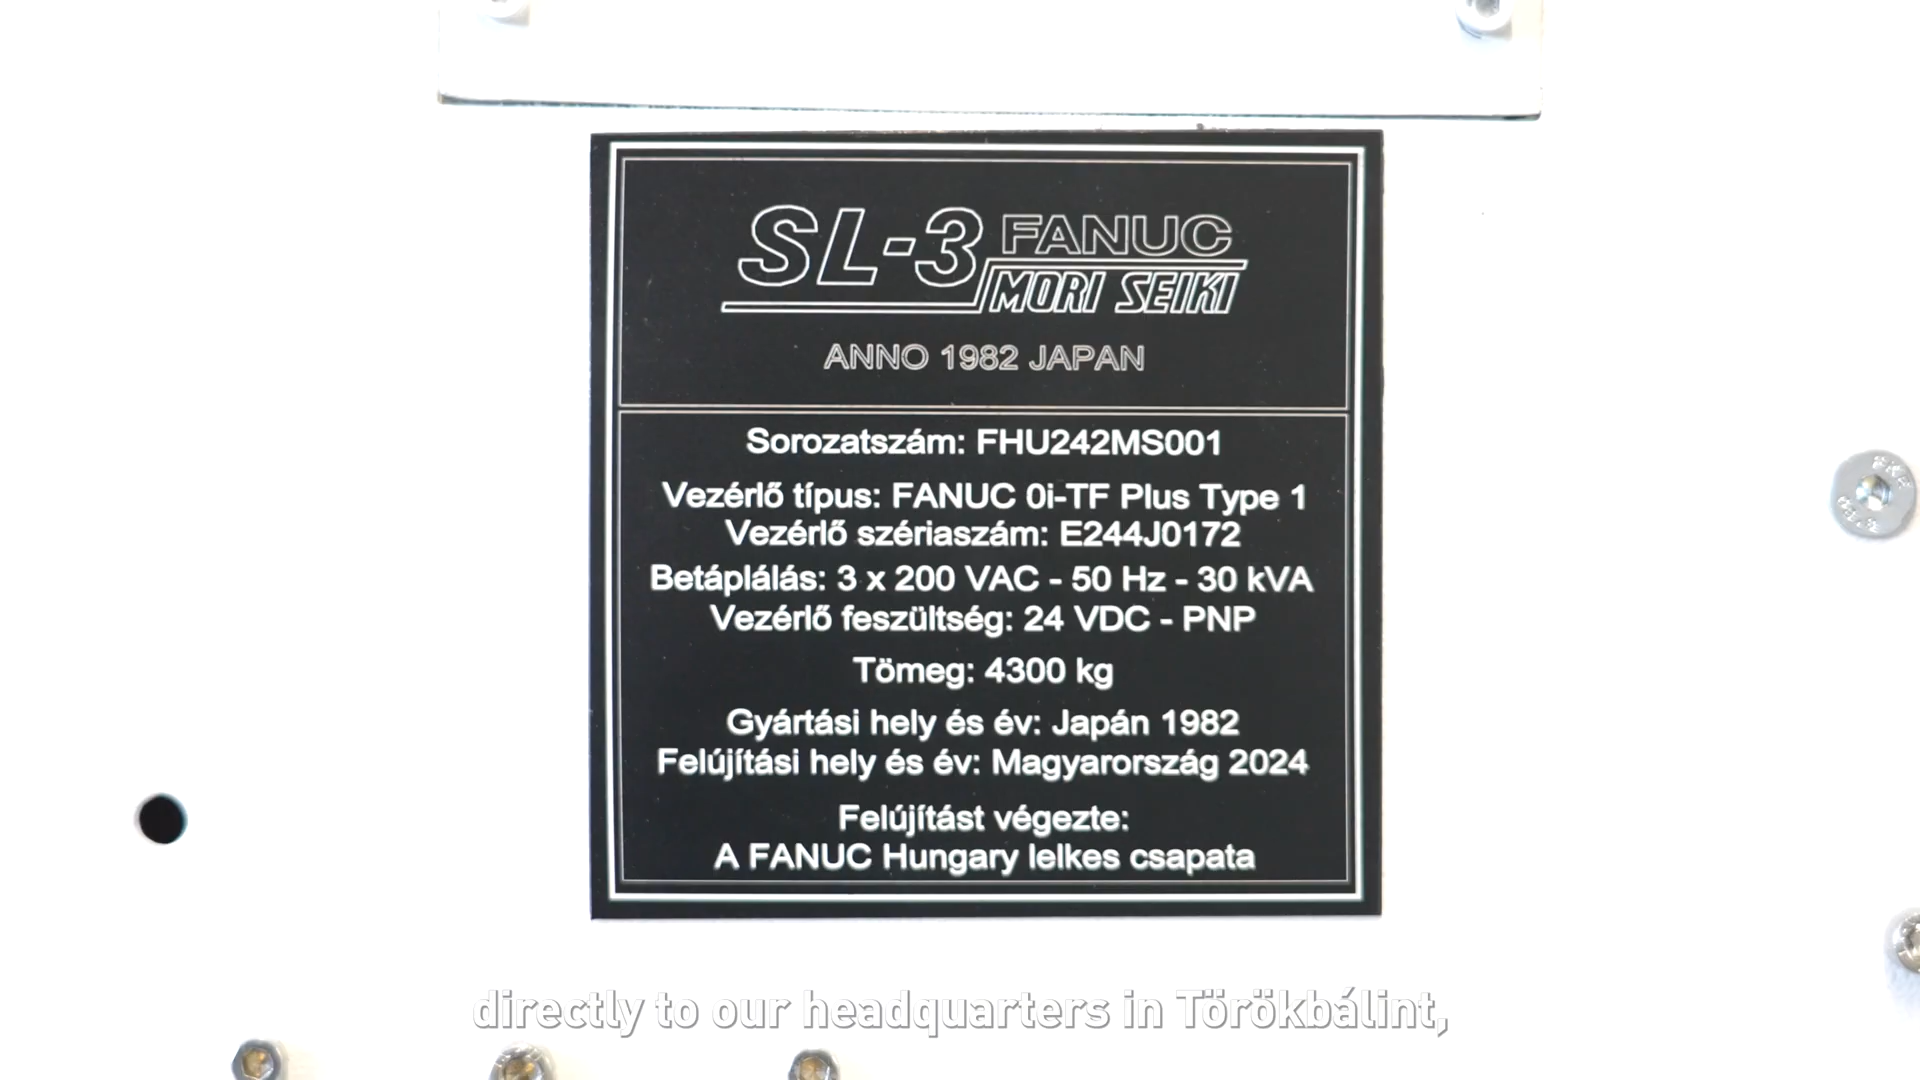 SL-3 FANUC
MORI SEIKI
ANNO 1982 JAPAN
Sorozatszám: FHU242MS001
Vezérlő típus: FANUC 0i-TF Plus Type 1
Vezérlő szériaszám: E244J0172
Betáplálás: 3 x 200 VAC - 50 Hz - 30 kVA
Vezérlő feszültség: 24 VDC - PNP
Tömeg: 4300 kg
Gyártási hely és év: Japán 1982
Felújítási hely és év: Magyarország 2024
Felújítást végezte:
A FANUC Hungary lelkes csapata
directly to our headquarters in Törökbálint,